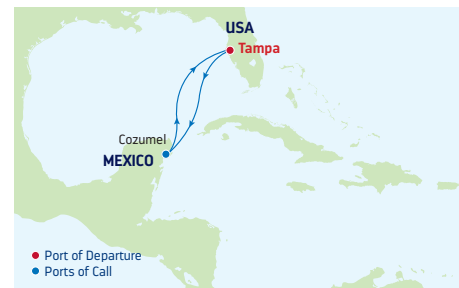 USA
Tampa
Cozumel
MEXICO
Port of Departure
Ports of Call